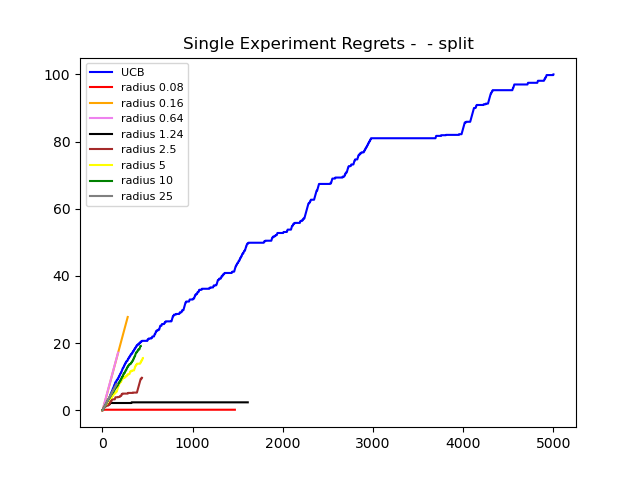 Single Experiment Regrets -  - split
100
80
60
40
20
0
UCB
radius 0.08
radius 0.16
radius 0.64
radius 1.24
radius 2.5
radius 5
radius 10
radius 25
0 1000 2000 3000 4000 5000